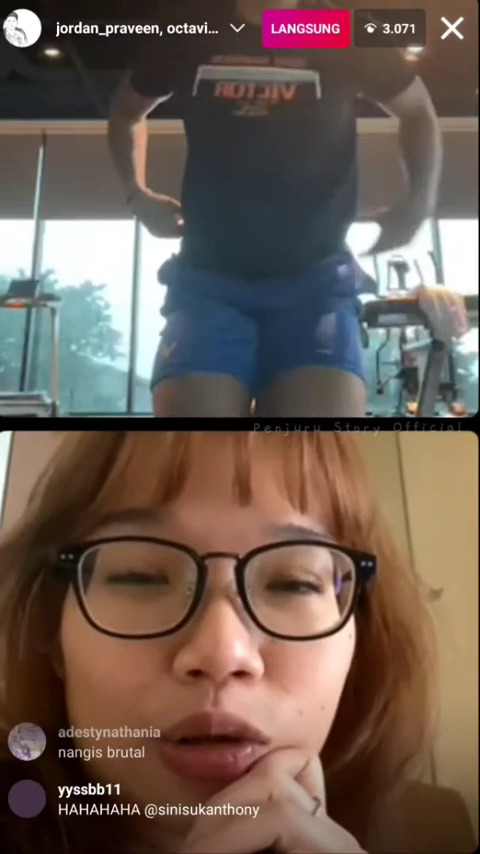 jordan_praveen, octavi...
LANGSUNG
3.071
VICTOR
Penjuru Story Official
adestynathania
nangis brutal
yyssbb11
HAHAHAHA @sinisukanthony